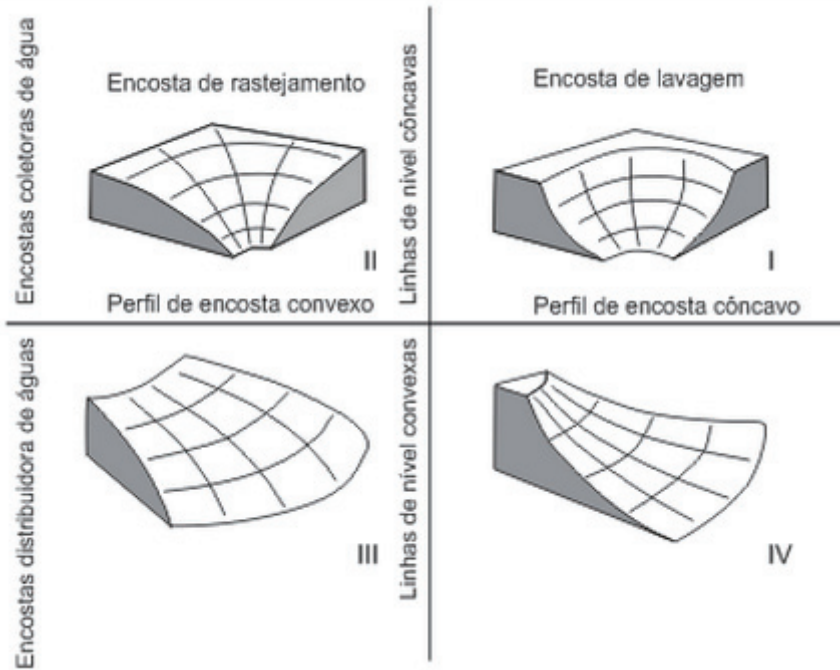 Encostas coletoras de água
Encosta de rastejamento
II
Perfil de encosta convexo
Linhas de nível côncavas
Encosta de lavagem
I
Perfil de encosta côncavo
Encostas distribuidora de águas
III
Linhas de nível convexas
IV